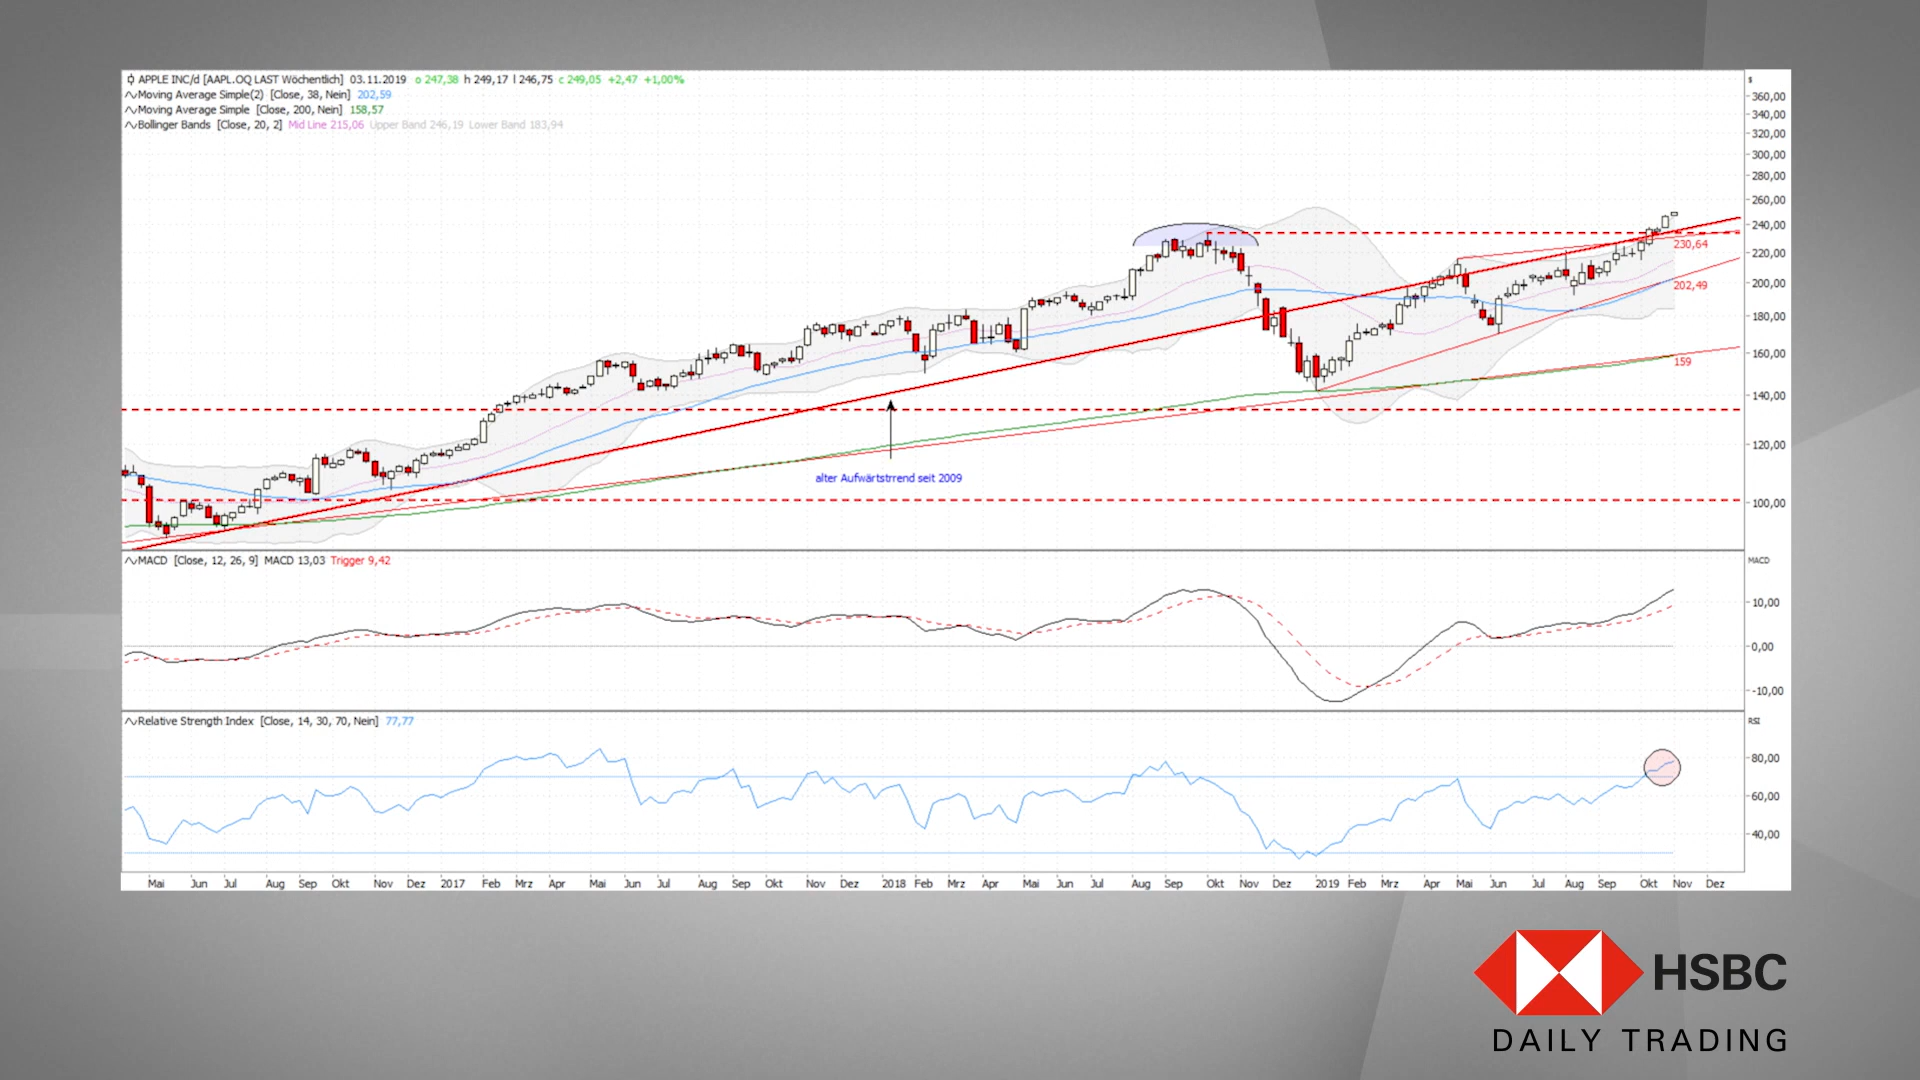 APPLE INC/d [AAPL.OQ LAST Wöchentlich] 03.11.2019 o 247,38 h 249,17 l 246,75 c 249,05 +2,47 +1,00%
Moving Average Simple(2) [Close, 38, Nein] 202,59
Moving Average Simple [Close, 200, Nein] 158,57
Bollinger Bands [Close, 20, 2] Mid Line 215,06 Upper Band 246,19 Lower Band 183,94
$
360,00
340,00
320,00
300,00
280,00
260,00
240,00
230,64
220,00
202,49
200,00
180,00
160,00
159
140,00
120,00
alter Aufwärtstrrend seit 2009
100,00
MACD [Close, 12, 26, 9] MACD 13,03 Trigger 9,42
MACD
10,00
0,00
-10,00
Relative Strength Index [Close, 14, 30, 70, Nein] 77,77
RSI
80,00
60,00
40,00
Mai Jun Jul Aug Sep Okt Nov Dez 2017 Feb Mrz Apr Mai Jun Jul Aug Sep Okt Nov Dez 2018 Feb Mrz Apr Mai Jun Jul Aug Sep Okt Nov Dez 2019 Feb Mrz Apr Mai Jun Jul Aug Sep Okt Nov Dez
HSBC
DAILY TRADING